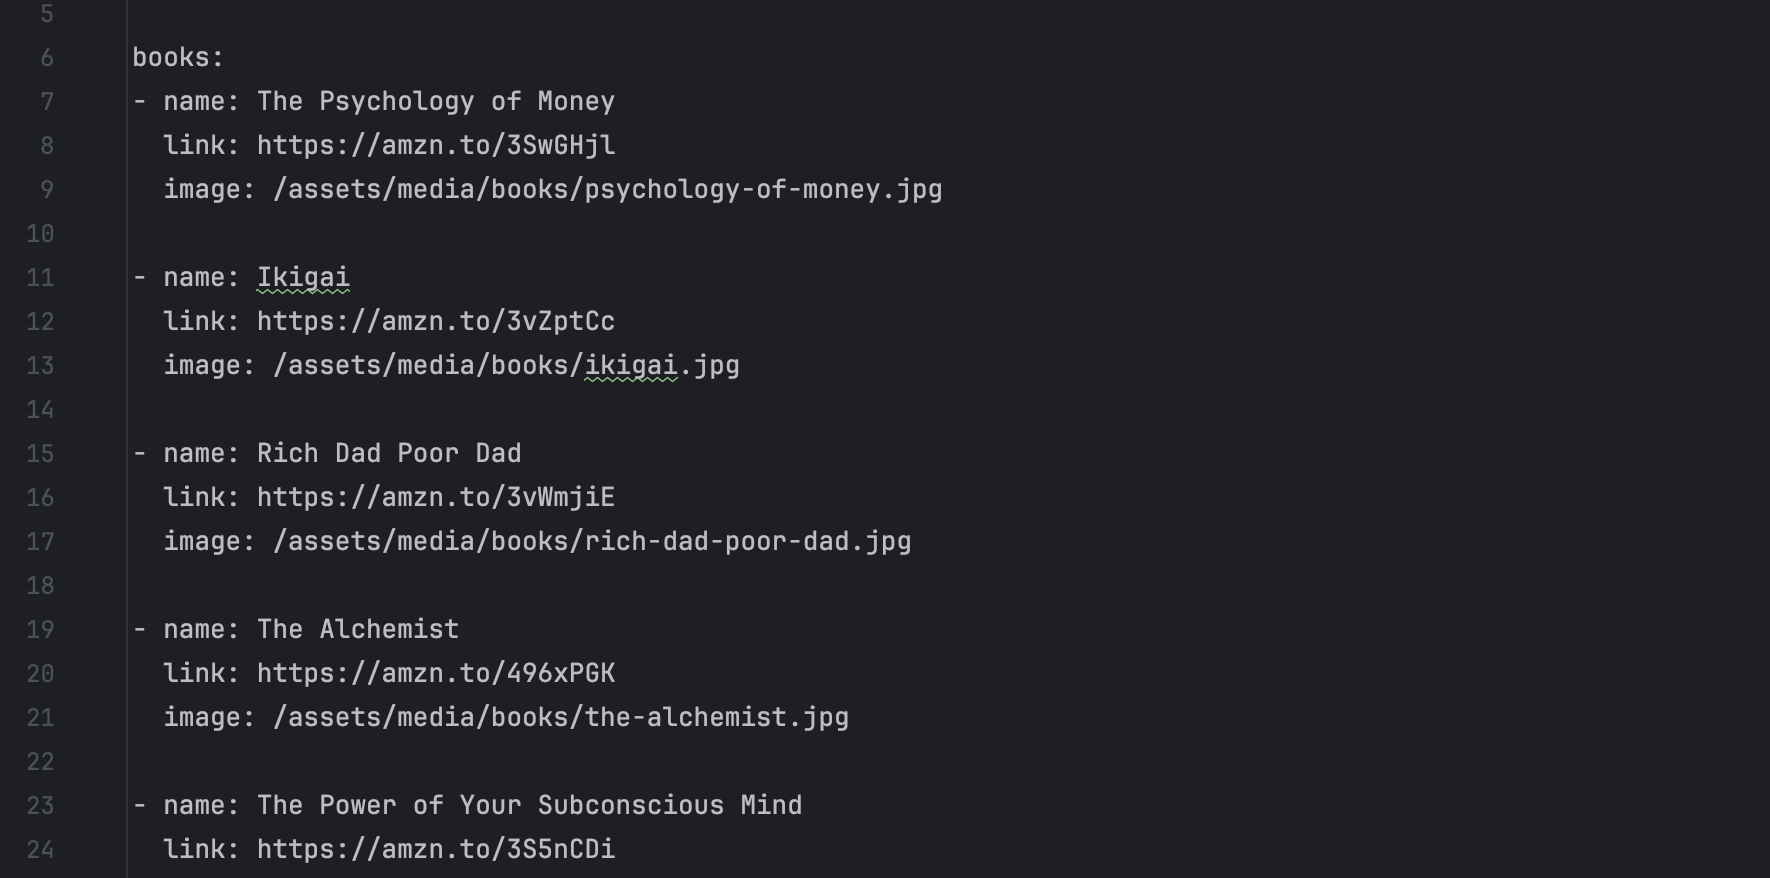 5
6 books:
7 - name: The Psychology of Money
8 link: https://amzn.to/3SwGHjl
9 image: /assets/media/books/psychology-of-money.jpg
10
11 - name: Ikigai
12 link: https://amzn.to/3vZptCc
13 image: /assets/media/books/ikigai.jpg
14
15 - name: Rich Dad Poor Dad
16 link: https://amzn.to/3vWmjiE
17 image: /assets/media/books/rich-dad-poor-dad.jpg
18
19 - name: The Alchemist
20 link: https://amzn.to/496xPGK
21 image: /assets/media/books/the-alchemist.jpg
22
23 - name: The Power of Your Subconscious Mind
24 link: https://amzn.to/3S5nCDi